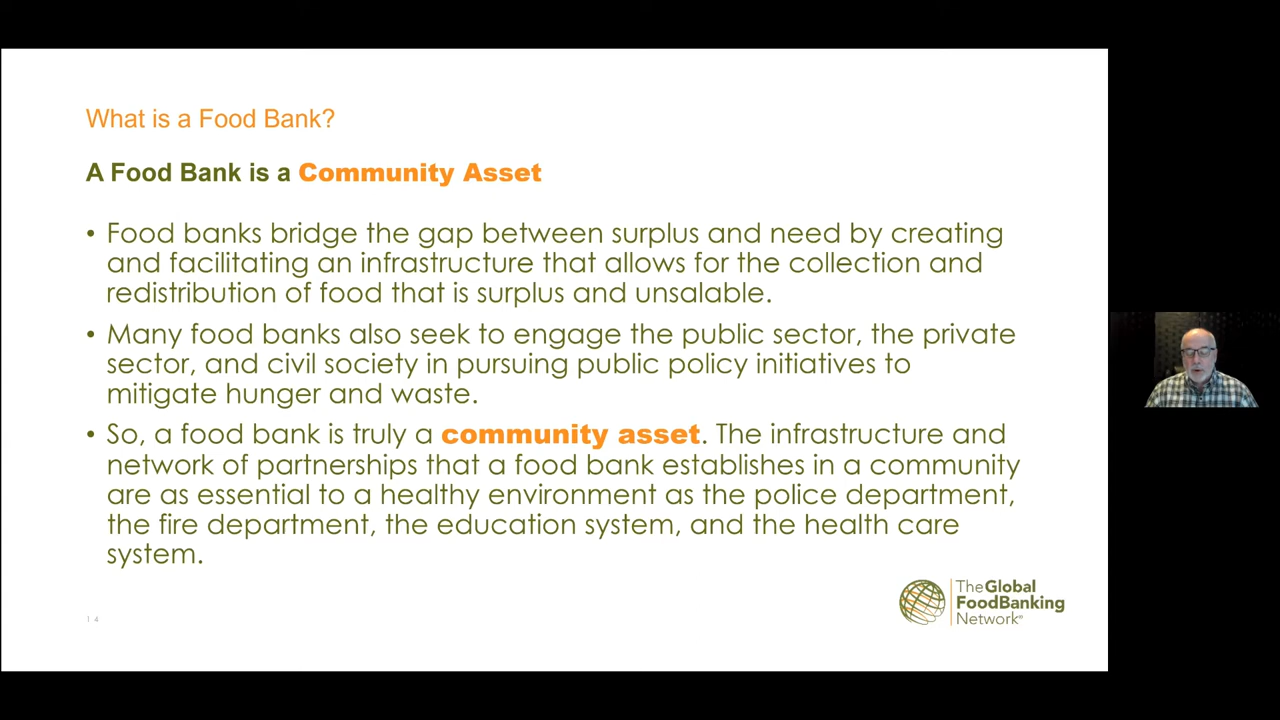 What is a Food Bank?
A Food Bank is a Community Asset
• Food banks bridge the gap between surplus and need by creating
and facilitating an infrastructure that allows for the collection and
redistribution of food that is surplus and unsalable.
• Many food banks also seek to engage the public sector, the private
sector, and civil society in pursuing public policy initiatives to
mitigate hunger and waste.
• So, a food bank is truly a community asset. The infrastructure and
network of partnerships that a food bank establishes in a community
are as essential to a healthy environment as the police department,
the fire department, the education system, and the health care
system.
The Global
FoodBanking
Network®
14